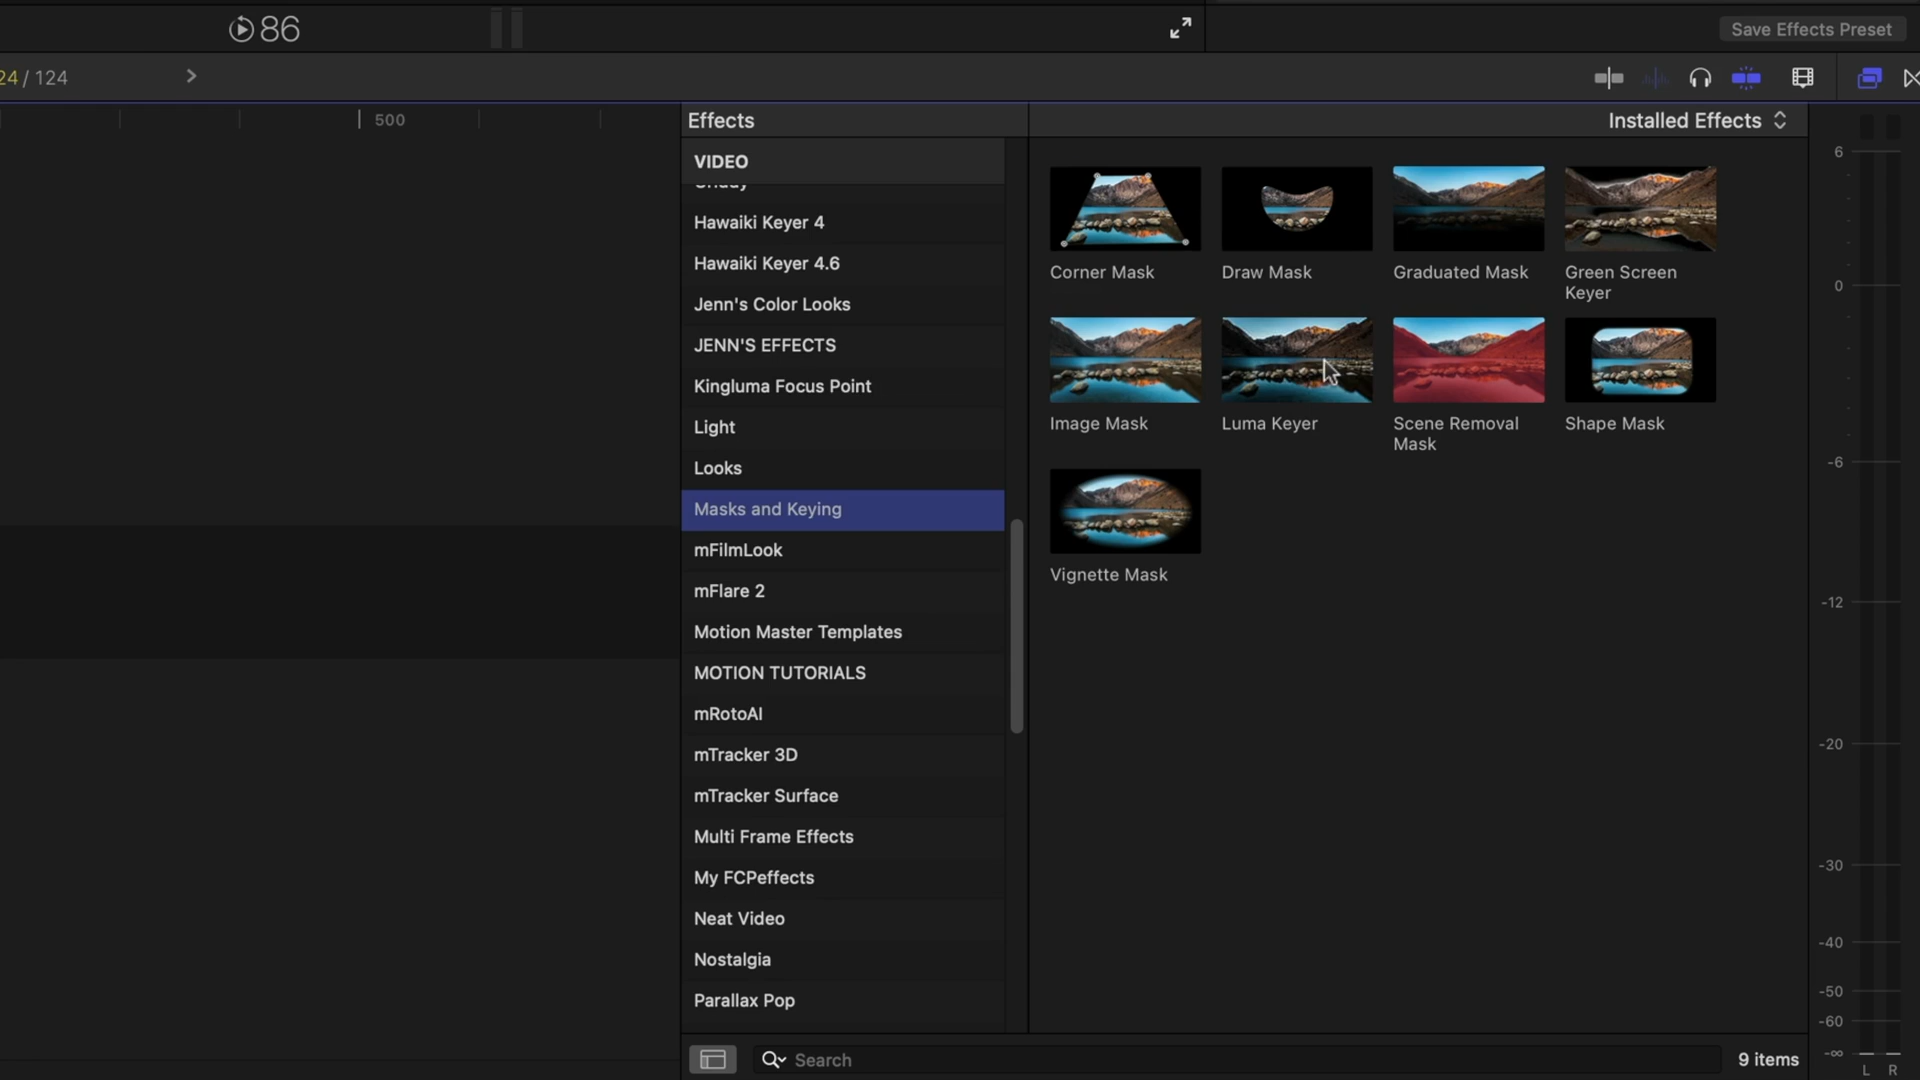 86
Save Effects Preset
24 / 124
500
Effects
Installed Effects
VIDEO
Hawaiki Keyer 4
Hawaiki Keyer 4.6
Jenn's Color Looks
JENN'S EFFECTS
Kingluma Focus Point
Light
Looks
Masks and Keying
mFilmLook
mFlare 2
Motion Master Templates
MOTION TUTORIALS
mRotoAI
mTracker 3D
mTracker Surface
Multi Frame Effects
My FCPeffects
Neat Video
Nostalgia
Parallax Pop
Corner Mask
Draw Mask
Graduated Mask
Green Screen
Keyer
Image Mask
Luma Keyer
Scene Removal
Mask
Shape Mask
Vignette Mask
Search
9 items
6
0
-6
-12
-20
-30
-40
-50
-60
-∞
L R